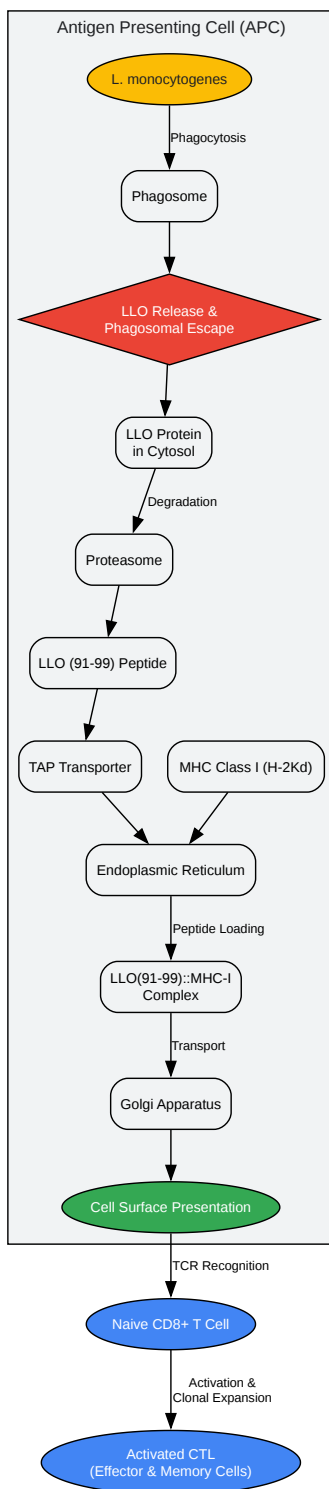 Antigen Presenting Cell (APC)
L. monocytogenes
Phagocytosis
Phagosome
LLO Release &
Phagosomal Escape
LLO Protein
in Cytosol
Degradation
Proteasome
LLO (91-99) Peptide
TAP Transporter
MHC Class I (H-2Kd)
Endoplasmic Reticulum
Peptide Loading
LLO(91-99)::MHC-I
Complex
Transport
Golgi Apparatus
Cell Surface Presentation
TCR Recognition
Naive CD8+ T Cell
Activation &
Clonal Expansion
Activated CTL
(Effector & Memory Cells)